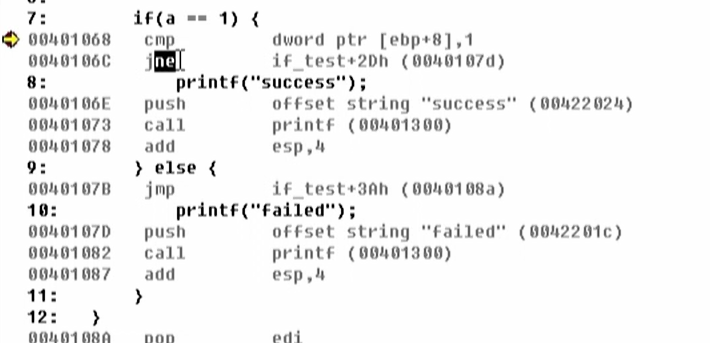 7: if(a == 1) {
00401068 cmp dword ptr [ebp+8],1
0040106C jne if_test+2Dh (0040107d)
8: printf("success");
0040106E push offset string "success" (00422024)
00401073 call printf (00401300)
00401078 add esp,4
9: } else {
0040107B jmp if_test+3Ah (0040108a)
10: printf("failed");
0040107D push offset string "failed" (0042201c)
00401082 call printf (00401300)
00401087 add esp,4
11: }
12: }
0040108A pop edi